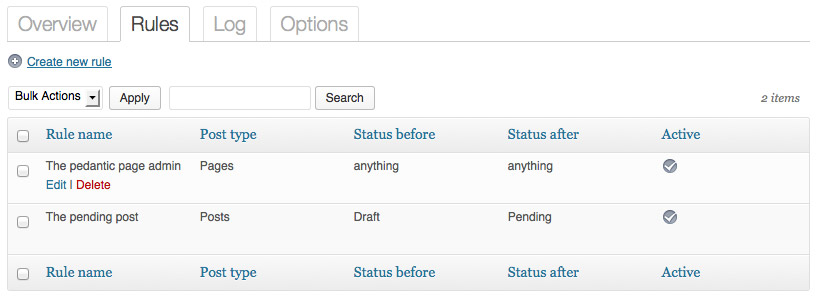 Overview Rules Log Options
Create new rule
Bulk Actions Apply Search 2 items
Rule name Post type Status before Status after Active
The pedantic page admin Pages anything anything
Edit | Delete
The pending post Posts Draft Pending
Rule name Post type Status before Status after Active